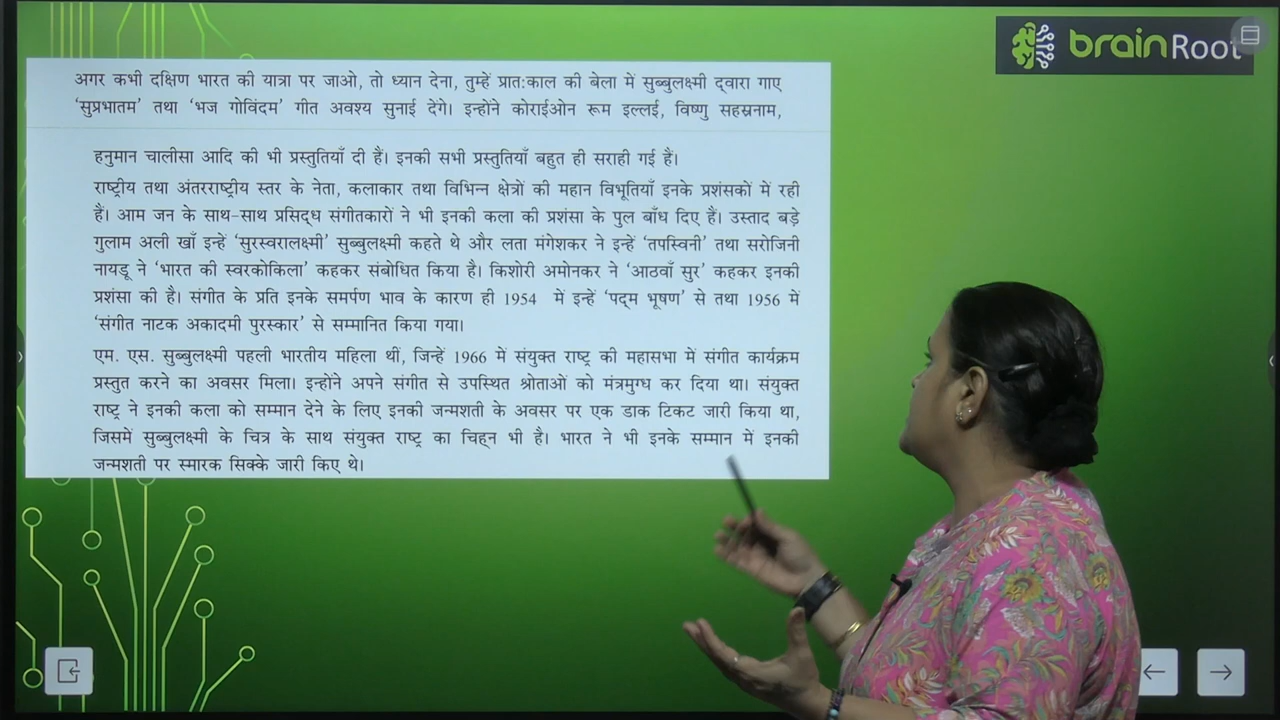 brainRoot
अगर कभी दक्षिण भारत की यात्रा पर जाओ, तो ध्यान देना, तुम्हें प्रात:काल की बेला में सुब्बुलक्ष्मी द्‌वारा गाए
‘सुप्रभातम’ तथा ‘भज गोविंदम’ गीत अवश्य सुनाई देंगे। इन्होंने कोराईओन रूम इल्लई, विष्णु सहस्रनाम,
हनुमान चालीसा आदि की भी प्रस्तुतियाँ दी हैं। इनकी सभी प्रस्तुतियाँ बहुत ही सराही गई हैं।
राष्ट्रीय तथा अंतरराष्ट्रीय स्तर के नेता, कलाकार तथा विभिन्न क्षेत्रों की महान विभूतियाँ इनके प्रशंसकों में रही
हैं। आम जन के साथ-साथ प्रसिद्‌ध संगीतकारों ने भी इनकी कला की प्रशंसा के पुल बाँध दिए हैं। उस्ताद बड़े
गुलाम अली खाँ इन्हें ‘सुरस्वरालक्ष्मी’ सुब्बुलक्ष्मी कहते थे और लता मंगेशकर ने इन्हें ‘तपस्विनी’ तथा सरोजिनी
नायडू ने ‘भारत की स्वरकोकिला’ कहकर संबोधित किया है। किशोरी अमोनकर ने ‘आठवाँ सुर’ कहकर इनकी
प्रशंसा की है। संगीत के प्रति इनके समर्पण भाव के कारण ही 1954 में इन्हें ‘पद्‌म भूषण’ से तथा 1956 में
‘संगीत नाटक अकादमी पुरस्कार’ से सम्मानित किया गया।
एम. एस. सुब्बुलक्ष्मी पहली भारतीय महिला थीं, जिन्हें 1966 में संयुक्त राष्ट्र की महासभा में संगीत कार्यक्रम
प्रस्तुत करने का अवसर मिला। इन्होंने अपने संगीत से उपस्थित श्रोताओं को मंत्रमुग्ध कर दिया था। संयुक्त
राष्ट्र ने इनकी कला को सम्मान देने के लिए इनकी जन्मशती के अवसर पर एक डाक टिकट जारी किया था,
जिसमें सुब्बुलक्ष्मी के चित्र के साथ संयुक्त राष्ट्र का चिह्‌न भी है। भारत ने भी इनके सम्मान में इनकी
जन्मशती पर स्मारक सिक्के जारी किए थे।